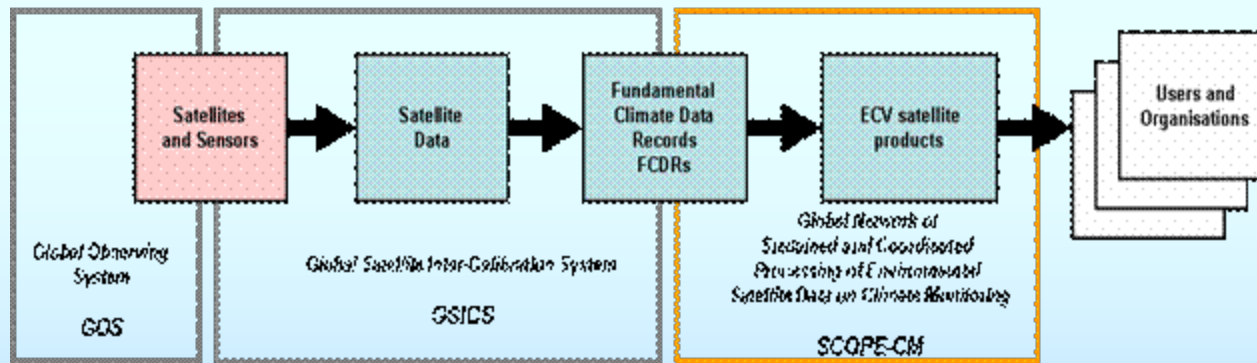 Satellites
and Sensors
Satellite
Data
Fundamental
Climate Data
Records
FCDRs
ECV satellite
products
Users and
Organisations
Global Observing
System
GOS
Global Satellite Inter-Calibration System
GSICS
Global Network of
Sustained and Coordinated
Processing of Environmental
Satellite Data on Climate Monitoring
SCOPE-CM